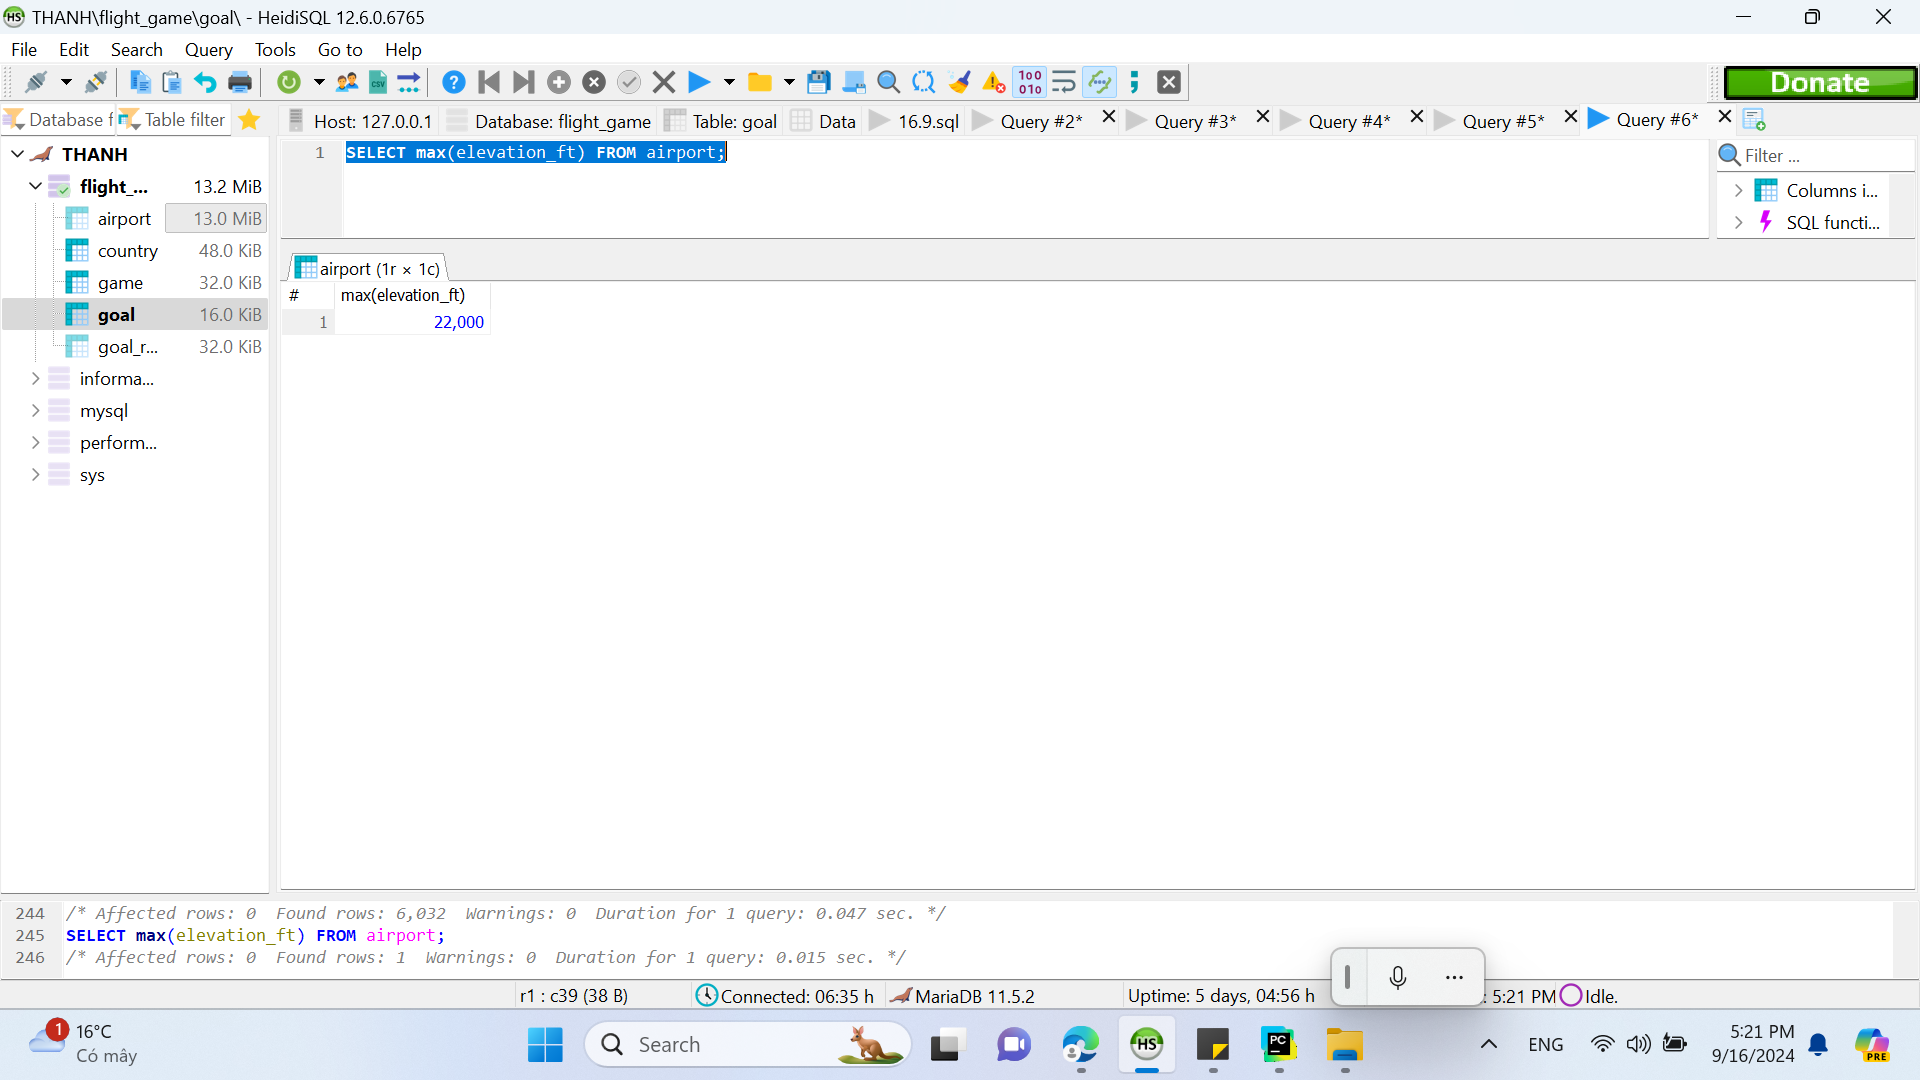 THANH\flight_game\goal\ - HeidiSQL 12.6.0.6765
File Edit Search Query Tools Go to Help
Donate
Database f Table filter
Host: 127.0.0.1 Database: flight_game Table: goal Data 16.9.sql Query #2* Query #3* Query #4* Query #5* Query #6*
THANH
flight_... 13.2 MiB
airport 13.0 MiB
country 48.0 KiB
game 32.0 KiB
goal 16.0 KiB
goal_r... 32.0 KiB
informa...
mysql
perform...
sys
1 SELECT max(elevation_ft) FROM airport;
Filter ...
Columns i...
SQL functi...
airport (1r × 1c)
# max(elevation_ft)
1 22,000
244 /* Affected rows: 0 Found rows: 6,032 Warnings: 0 Duration for 1 query: 0.047 sec. */
245 SELECT max(elevation_ft) FROM airport;
246 /* Affected rows: 0 Found rows: 1 Warnings: 0 Duration for 1 query: 0.015 sec. */
r1 : c39 (38 B) Connected: 06:35 h MariaDB 11.5.2 Uptime: 5 days, 04:56 h : 5:21 PM Idle.
1
16°C
Có mây
Search
HS
PC
ENG
5:21 PM
9/16/2024
PRE